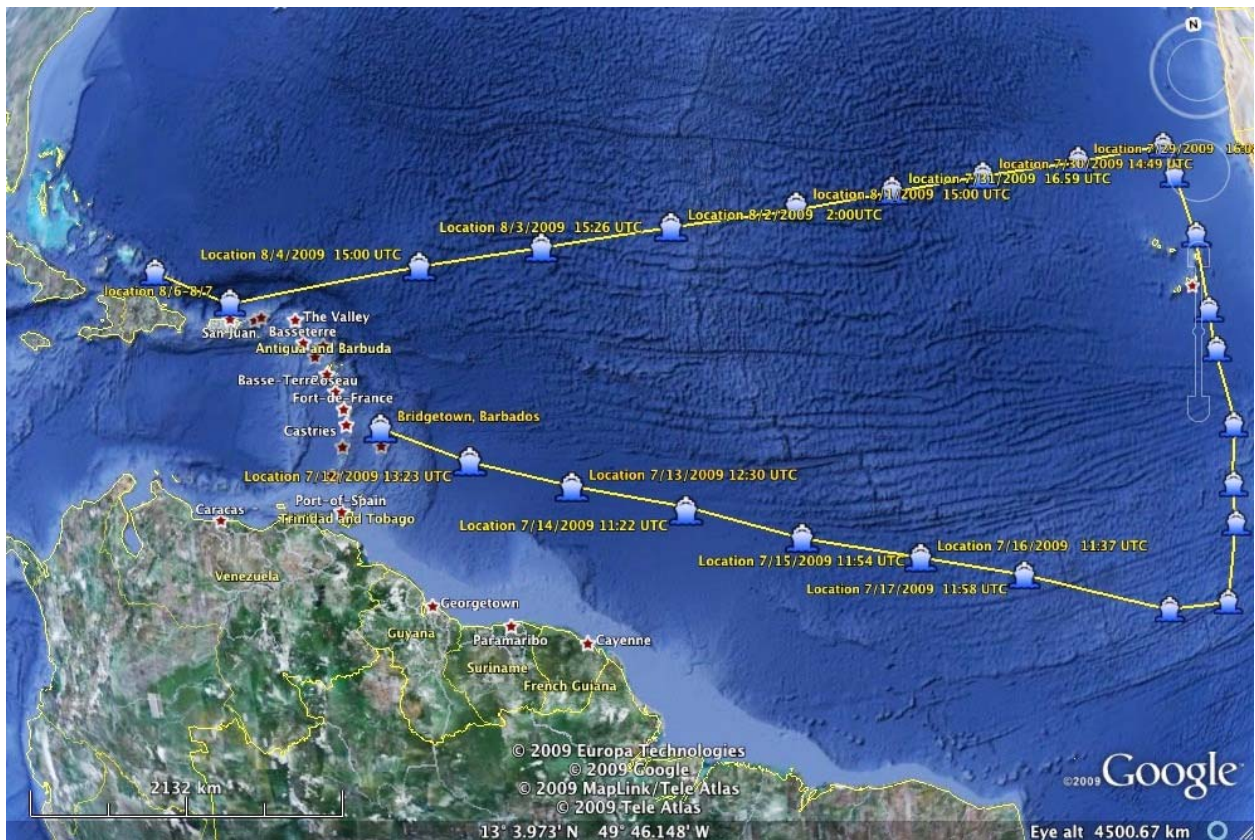 N
location 7/29/2009 16:0
location 7/30/2009 14:49 UTC
location 7/31/2009 16.59 UTC
location 8/1/2009 15:00 UTC
Location 8/2/2009 2:00UTC
Location 8/3/2009 15:26 UTC
Location 8/4/2009 15:00 UTC
location 8/6-8/7
The Valley
San Juan
Basseterre
Antigua and Barbuda
Basse-Terre
Roseau
Fort-de-France
Bridgetown, Barbados
Castries
Location 7/12/2009 13:23 UTC
Location 7/13/2009 12:30 UTC
Port-of-Spain
Caracas
Trinidad and Tobago
Location 7/14/2009 11:22 UTC
Location 7/16/2009 11:37 UTC
Location 7/15/2009 11:54 UTC
Venezuela
Location 7/17/2009 11:58 UTC
Georgetown
Guyana
Paramaribo
Cayenne
Suriname
French Guiana
© 2009 Europa Technologies
© 2009 Google
© 2009 MapLink/Tele Atlas
© 2009 Tele Atlas
©2009 Google™
2132 km
13° 3.973' N 49° 46.148' W
Eye alt 4500.67 km